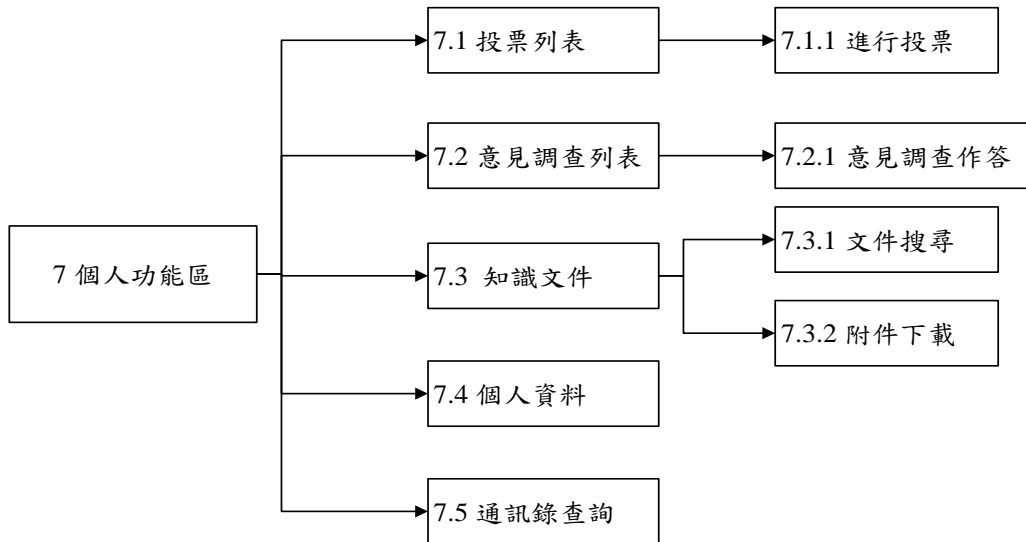 7.1 投票列表
7.1.1 進行投票
7.2 意見調查列表
7.2.1 意見調查作答
7 個人功能區
7.3 知識文件
7.3.1 文件搜尋
7.3.2 附件下載
7.4 個人資料
7.5 通訊錄查詢